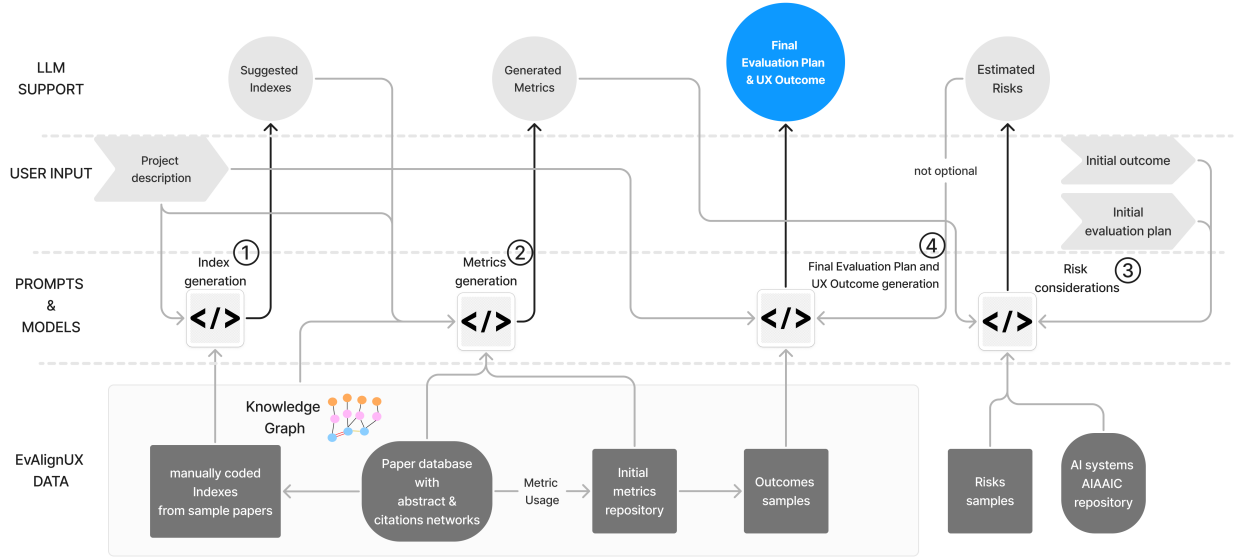 LLM
SUPPORT
Suggested
Indexes
Generated
Metrics
Final
Evaluation Plan
& UX Outcome
Estimated
Risks
USER INPUT
Project
description
not optional
Initial outcome
Initial
evaluation plan
PROMPTS
&
MODELS
Index
generation
1
</>
Metrics
generation
2
</>
4
Final Evaluation Plan and
UX Outcome generation
</>
Risk
considerations
3
</>
EvAlignUX
DATA
Knowledge
Graph
manually coded
Indexes
from sample papers
Paper database
with
abstract &
citations networks
Metric
Usage
Initial
metrics
repository
Outcomes
samples
Risks
samples
AI systems
AIAAIC
repository